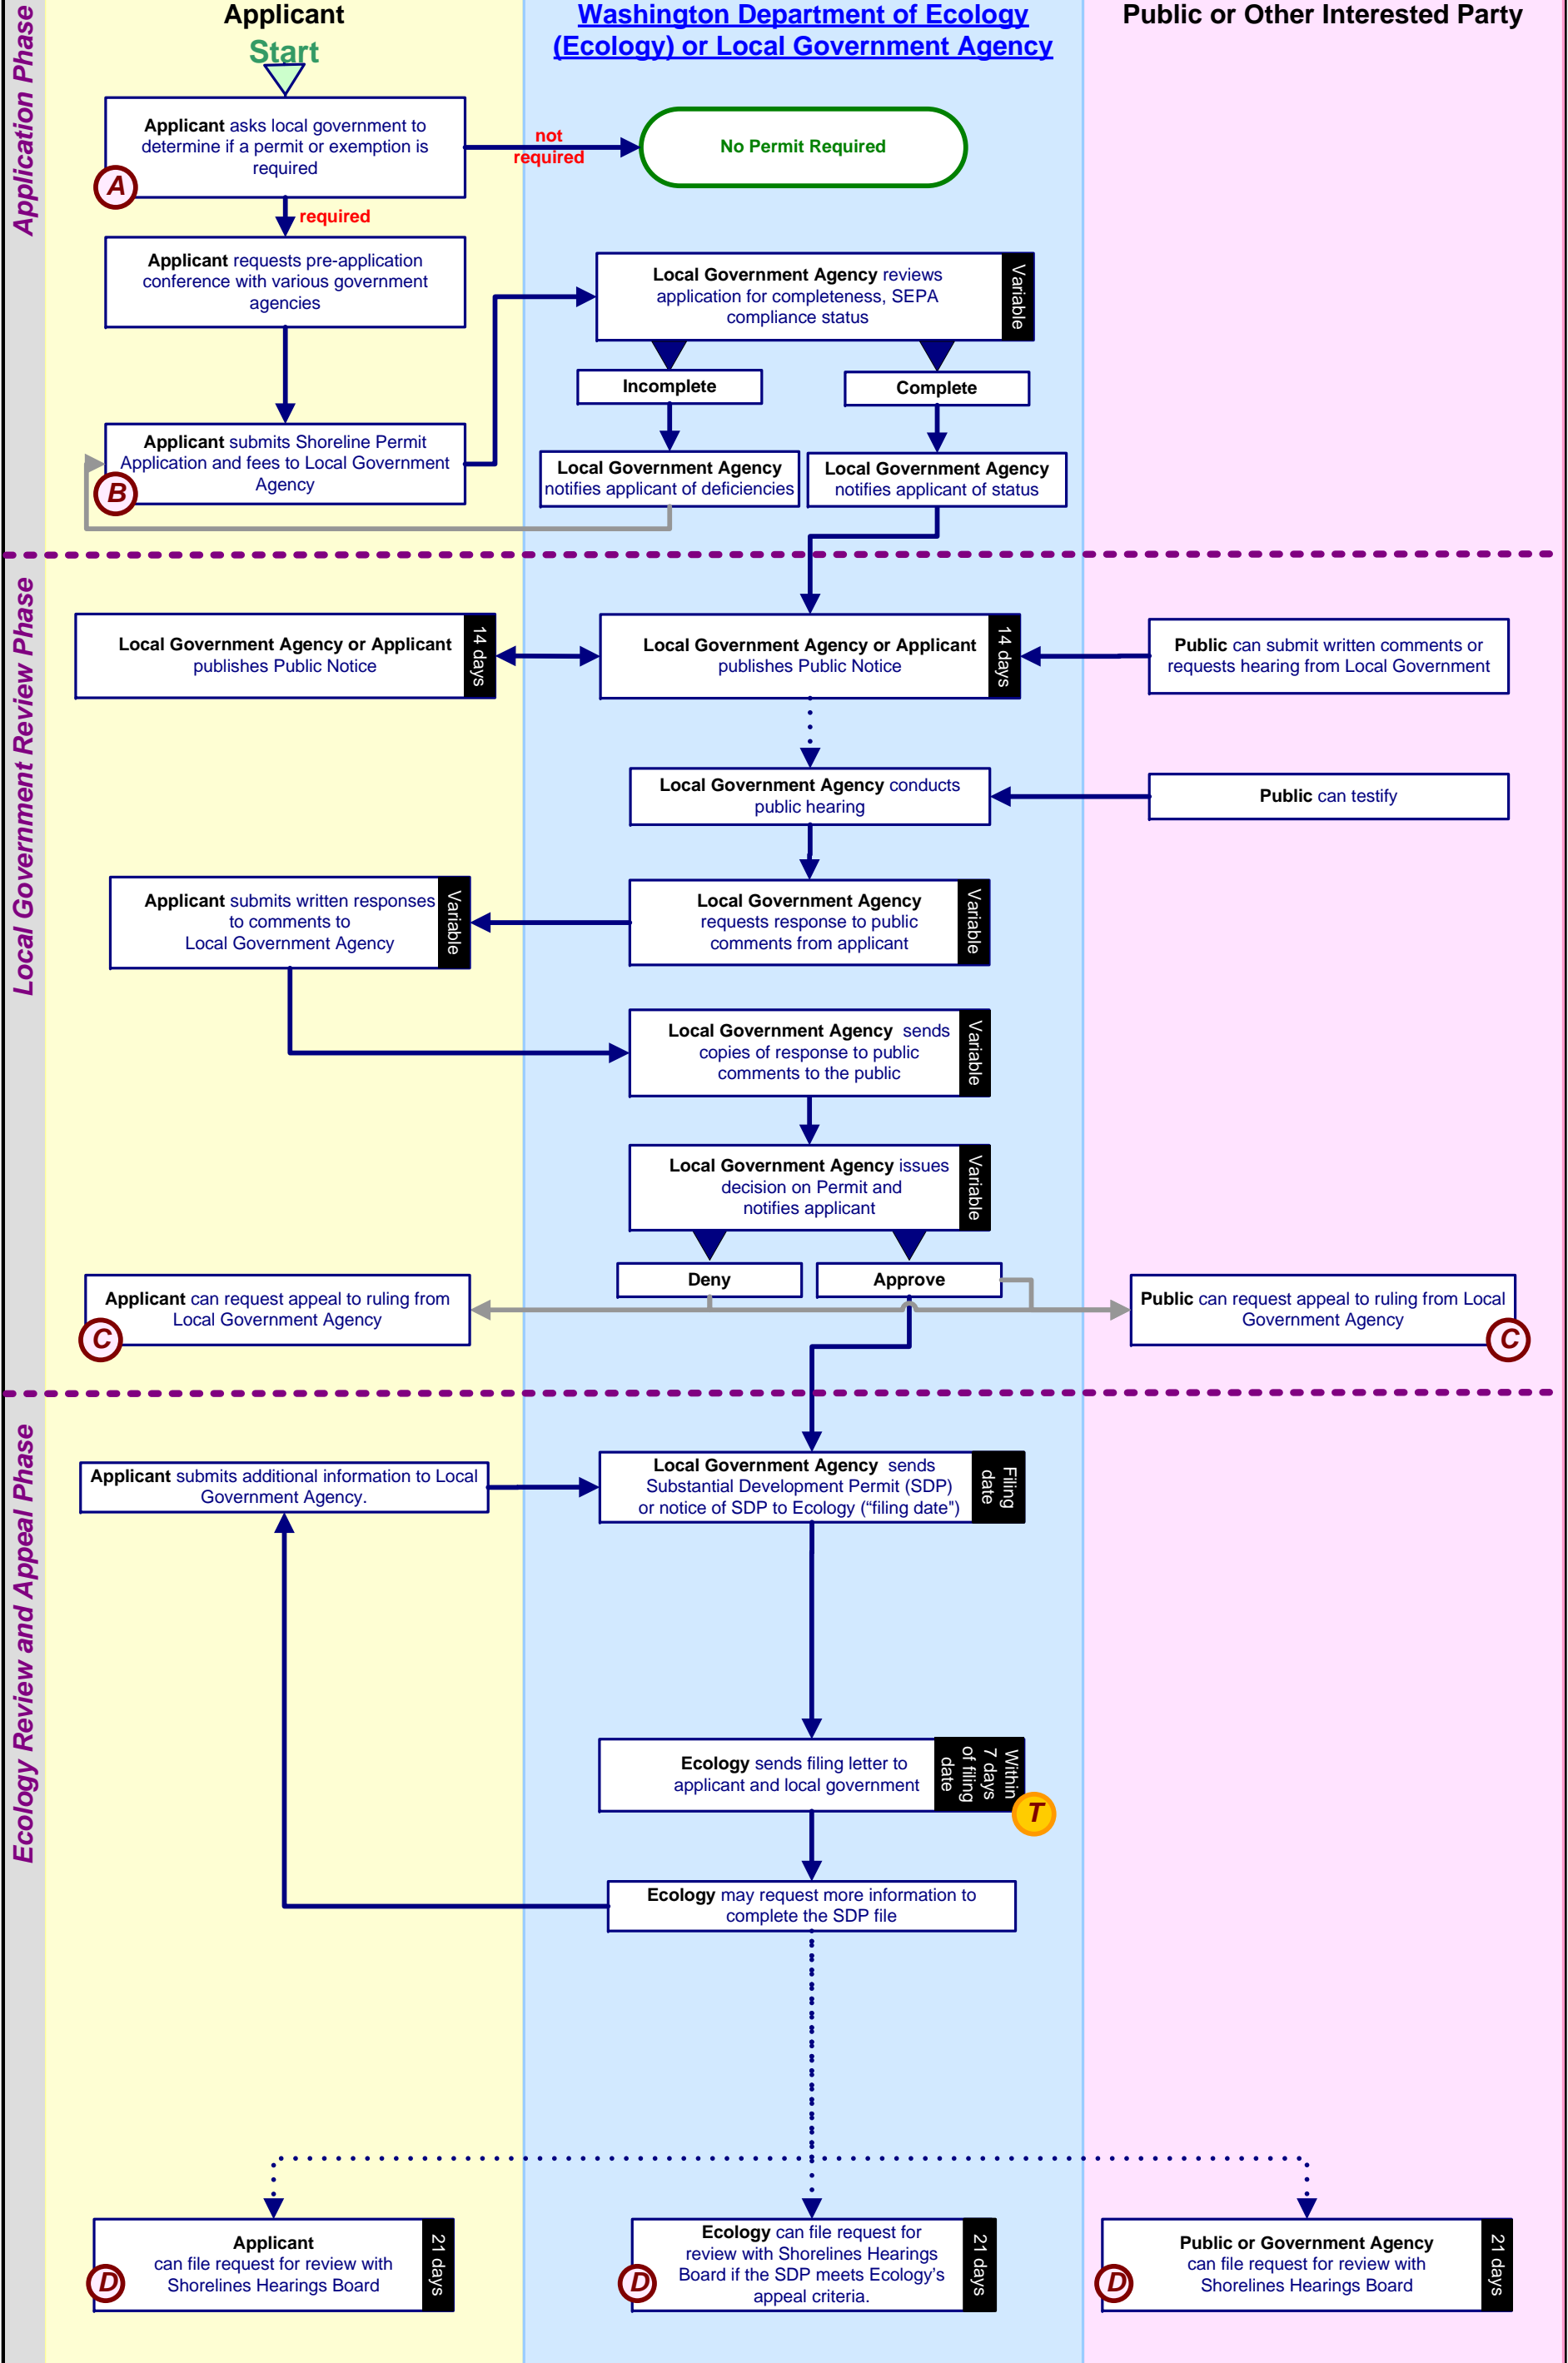 Application Phase
Applicant
Start
Washington Department of Ecology
(Ecology) or Local Government Agency
Public or Other Interested Party
Applicant asks local government to
determine if a permit or exemption is
required
A
not
required
No Permit Required
required
Applicant requests pre-application
conference with various government
agencies
Local Government Agency reviews
application for completeness, SEPA
compliance status
Variable
Incomplete
Complete
Applicant submits Shoreline Permit
Application and fees to Local Government
Agency
B
Local Government Agency
notifies applicant of deficiencies
Local Government Agency
notifies applicant of status
Local Government Review Phase
Local Government Agency or Applicant
publishes Public Notice
14 days
Local Government Agency or Applicant
publishes Public Notice
14 days
Public can submit written comments or
requests hearing from Local Government
Local Government Agency conducts
public hearing
Public can testify
Applicant submits written responses
to comments to
Local Government Agency
Variable
Local Government Agency
requests response to public
comments from applicant
Variable
Local Government Agency sends
copies of response to public
comments to the public
Variable
Local Government Agency issues
decision on Permit and
notifies applicant
Variable
Deny
Approve
Applicant can request appeal to ruling from
Local Government Agency
C
Public can request appeal to ruling from Local
Government Agency
C
Ecology Review and Appeal Phase
Applicant submits additional information to Local
Government Agency.
Local Government Agency sends
Substantial Development Permit (SDP)
or notice of SDP to Ecology (“filing date")
Filing
date
Ecology sends filing letter to
applicant and local government
Within
7 days
of filing
date
T
Ecology may request more information to
complete the SDP file
Applicant
can file request for review with
Shorelines Hearings Board
21 days
D
Ecology can file request for
review with Shorelines Hearings
Board if the SDP meets Ecology’s
appeal criteria.
21 days
D
Public or Government Agency
can file request for review with
Shorelines Hearings Board
21 days
D